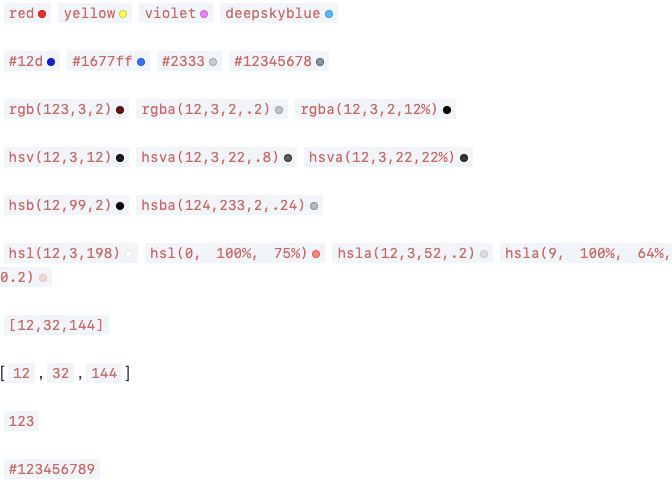 red yellow violet deepskyblue
#12d #1677ff #2333 #12345678
rgb(123,3,2) rgba(12,3,2,.2) rgba(12,3,2,12%)
hsv(12,3,12) hsva(12,3,22,.8) hsva(12,3,22,22%)
hsb(12,99,2) hsba(124,233,2,.24)
hsl(12,3,198) hsl(0, 100%, 75%) hsla(12,3,52,.2) hsla(9, 100%, 64%,
0.2)
[12,32,144]
[ 12 , 32 , 144 ]
123
#123456789